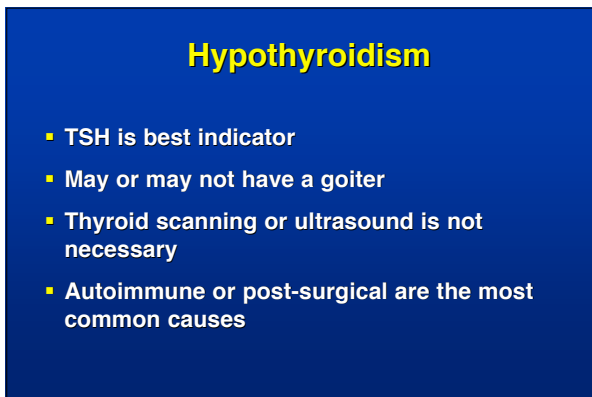 Hypothyroidism
▪ TSH is best indicator
▪ May or may not have a goiter
▪ Thyroid scanning or ultrasound is not
necessary
▪ Autoimmune or post-surgical are the most
common causes